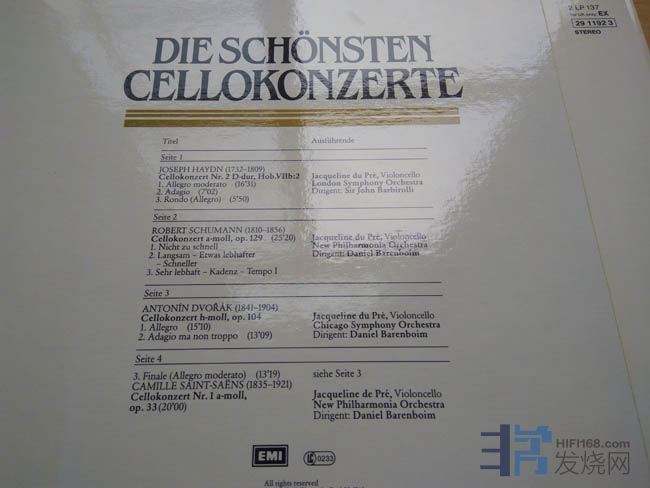 2 LP 137
EX
29 1192 3
STEREO
DIE SCHÖNSTEN
CELLOKONZERTE
Titel
Ausführende
Seite 1
JOSEPH HAYDN (1732–1809)
Cellokonzert Nr. 2 D-dur, Hob.VIIb:2
1. Allegro moderato (16'31)
2. Adagio (7'02)
3. Rondo (Allegro) (5'50)
Jacqueline du Pré, Violoncello
London Symphony Orchestra
Dirigent: Sir John Barbirolli
Seite 2
ROBERT SCHUMANN (1810–1856)
Cellokonzert a-moll, op. 129 (25'20)
1. Nicht zu schnell
2. Langsam – Etwas lebhafter
– Schneller
3. Sehr lebhaft – Kadenz – Tempo I
Jacqueline du Pré, Violoncello
New Philharmonia Orchestra
Dirigent: Daniel Barenboim
Seite 3
ANTONÍN DVOŘÁK (1841–1904)
Cellokonzert h-moll, op. 104
1. Allegro (15'10)
2. Adagio ma non troppo (13'09)
Jacqueline du Pré, Violoncello
Chicago Symphony Orchestra
Dirigent: Daniel Barenboim
Seite 4
3. Finale (Allegro moderato) (13'19)
siehe Seite 3
CAMILLE SAINT-SAËNS (1835–1921)
Cellokonzert Nr. 1 a-moll,
op. 33 (20'00)
Jacqueline de Pré, Violoncello
New Philharmonia Orchestra
Dirigent: Daniel Barenboim
EMI
LC 0233
All rights reserved
HIFI168.com
发烧网